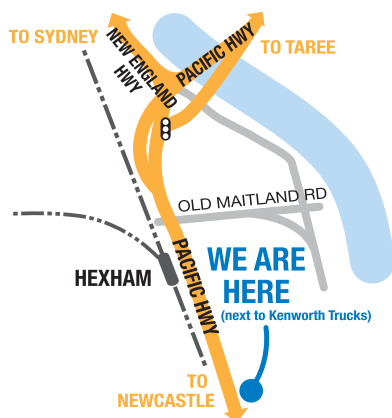 TO SYDNEY
NEW ENGLAND
HWY
PACIFIC HWY
TO TAREE
OLD MAITLAND RD
HEXHAM
PACIFIC HWY
WE ARE
HERE
(next to Kenworth Trucks)
TO
NEWCASTLE